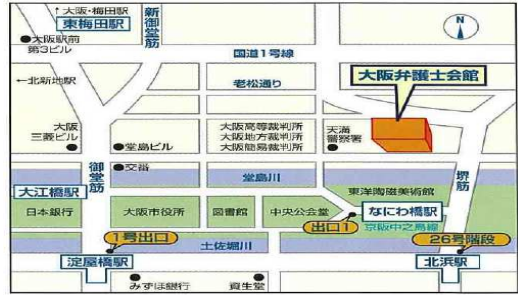 ↑大阪・梅田駅
東梅田駅
新御堂筋
N
大阪駅前
第3ビル
国道1号線
←北新地駅
老松通り
大阪弁護士会館
大阪
三菱ビル
堂島ビル
大阪高等裁判所
大阪地方裁判所
大阪簡易裁判所
天満
警察署
御堂筋
交番
堂島川
堺筋
大江橋駅
東洋陶磁美術館
日本銀行
大阪市役所
図書館
中央公会堂
なにわ橋駅
出口1
京阪中之島線
1号出口
土佐堀川
26号階段
淀屋橋駅
北浜駅
みずほ銀行
資生堂